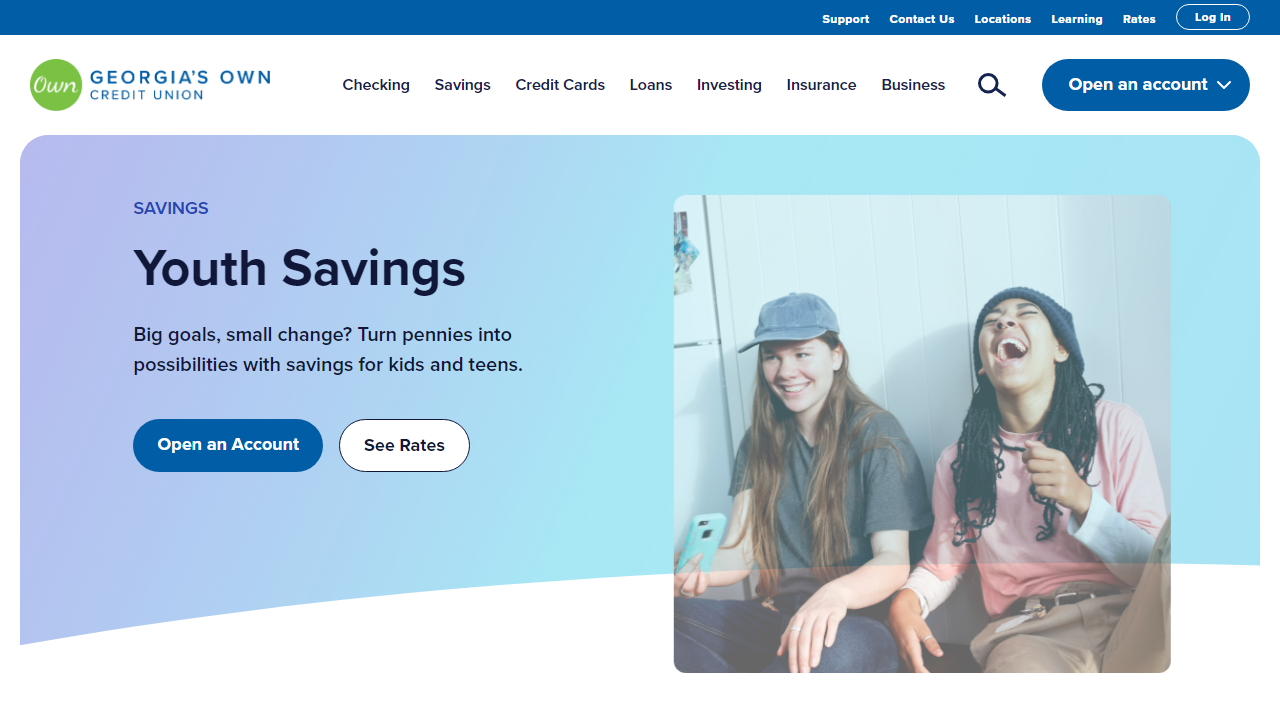 Support Contact Us Locations Learning Rates Log In
Own GEORGIA'S OWN
CREDIT UNION
Checking Savings Credit Cards Loans Investing Insurance Business Open an account
SAVINGS
Youth Savings
Big goals, small change? Turn pennies into
possibilities with savings for kids and teens.
Open an Account See Rates